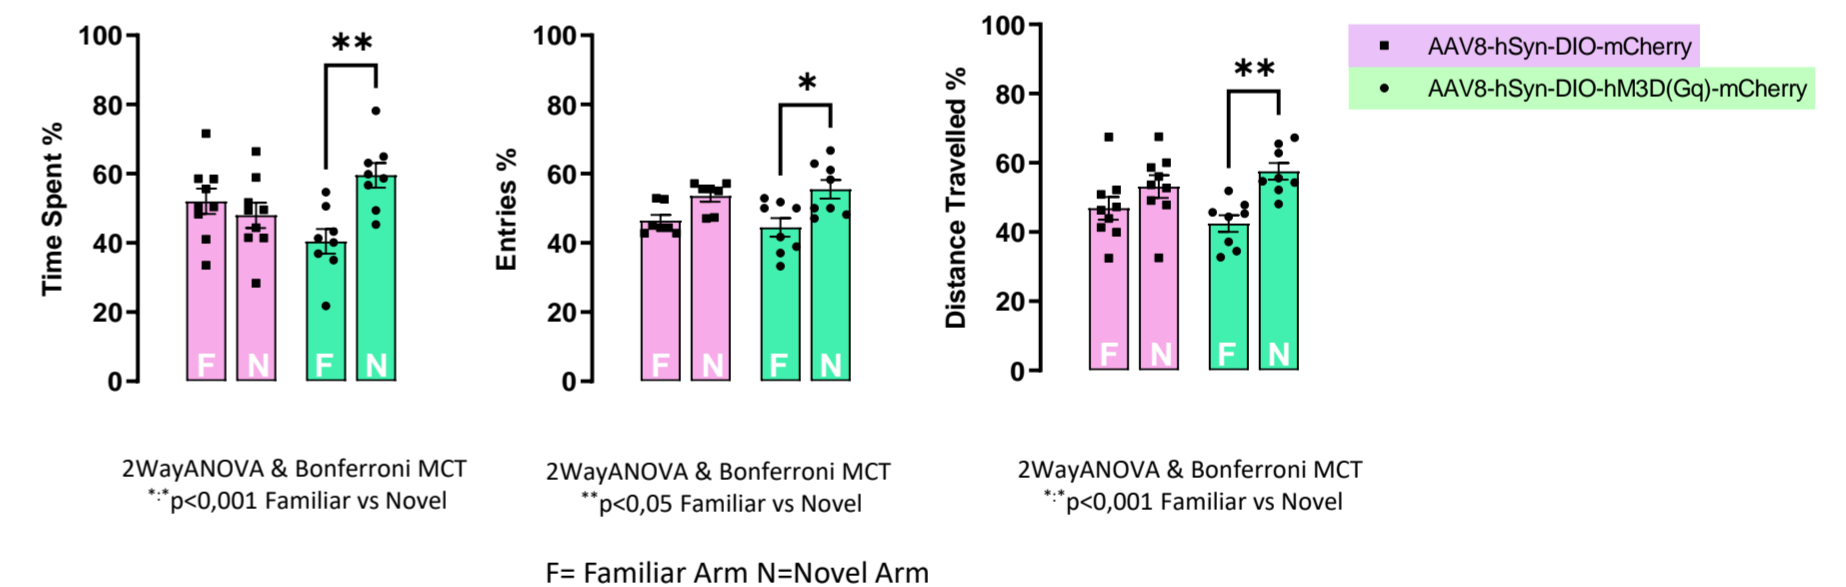 100
80
60
40
20
0
Time Spent %
**
F N F N
2WayANOVA & Bonferroni MCT
*:*p<0,001 Familiar vs Novel
100
80
60
40
20
0
Entries %
*
F N F N
2WayANOVA & Bonferroni MCT
**p<0,05 Familiar vs Novel
100
80
60
40
20
0
Distance Travelled %
**
F N F N
2WayANOVA & Bonferroni MCT
*:*p<0,001 Familiar vs Novel
AAV8-hSyn-DIO-mCherry
AAV8-hSyn-DIO-hM3D(Gq)-mCherry
F= Familiar Arm N=Novel Arm